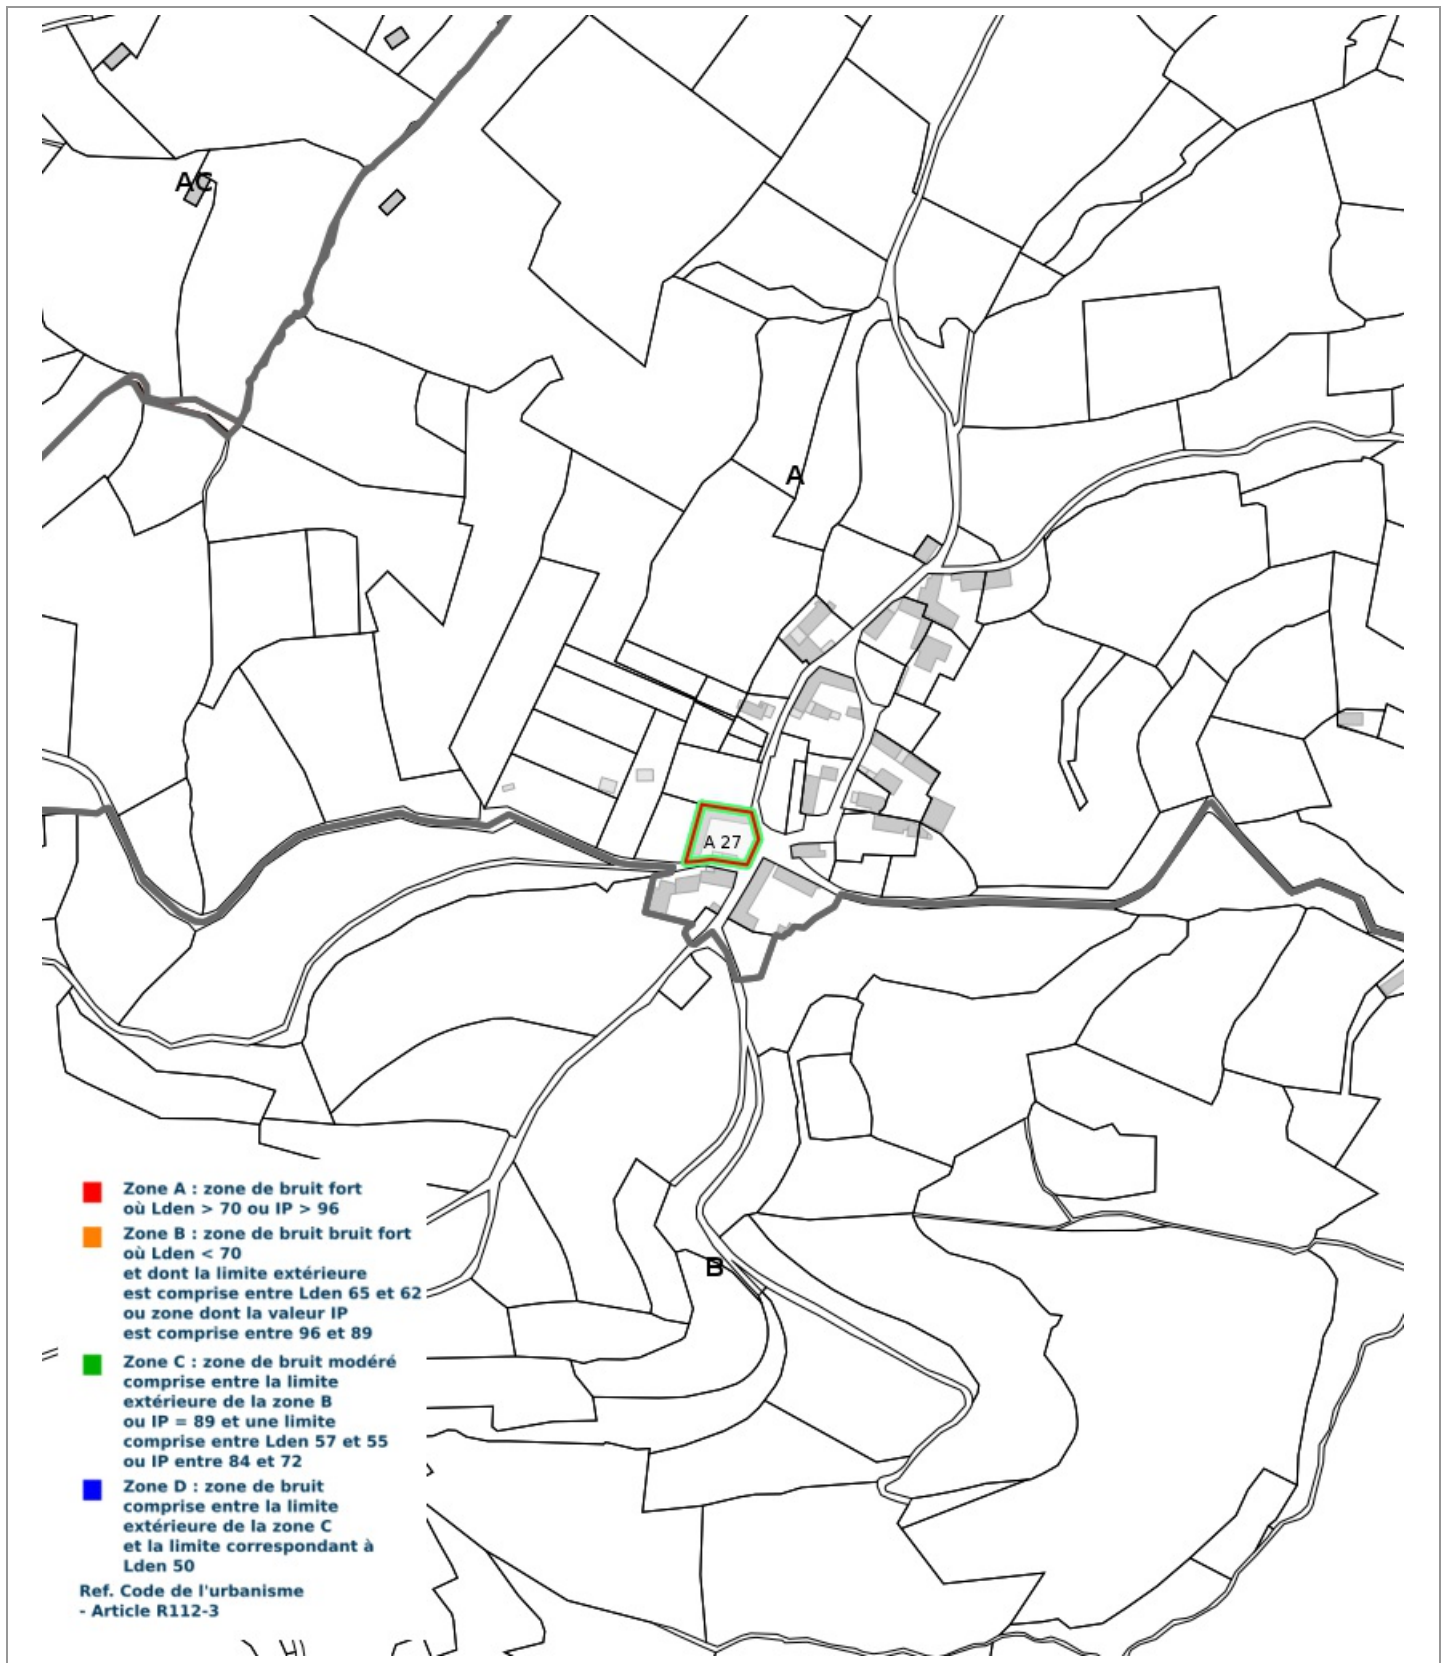 AC
A
A 27
B
Zone A : zone de bruit fort
où Lden > 70 ou IP > 96
Zone B : zone de bruit bruit fort
où Lden < 70
et dont la limite extérieure
est comprise entre Lden 65 et 62
ou zone dont la valeur IP
est comprise entre 96 et 89
Zone C : zone de bruit modéré
comprise entre la limite
extérieure de la zone B
ou IP = 89 et une limite
comprise entre Lden 57 et 55
ou IP entre 84 et 72
Zone D : zone de bruit
comprise entre la limite
extérieure de la zone C
et la limite correspondant à
Lden 50
Ref. Code de l'urbanisme
- Article R112-3